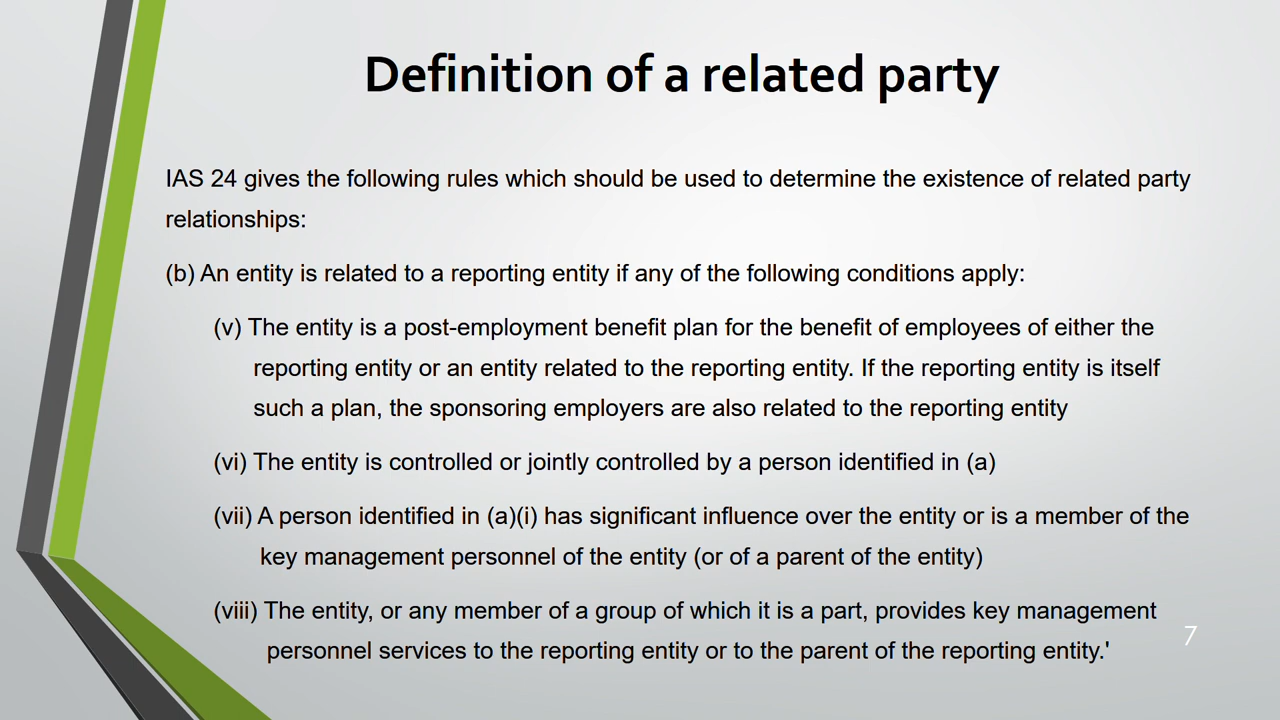 Definition of a related party
IAS 24 gives the following rules which should be used to determine the existence of related party
relationships:
(b) An entity is related to a reporting entity if any of the following conditions apply:
(v) The entity is a post-employment benefit plan for the benefit of employees of either the
reporting entity or an entity related to the reporting entity. If the reporting entity is itself
such a plan, the sponsoring employers are also related to the reporting entity
(vi) The entity is controlled or jointly controlled by a person identified in (a)
(vii) A person identified in (a)(i) has significant influence over the entity or is a member of the
key management personnel of the entity (or of a parent of the entity)
(viii) The entity, or any member of a group of which it is a part, provides key management
personnel services to the reporting entity or to the parent of the reporting entity.'
7